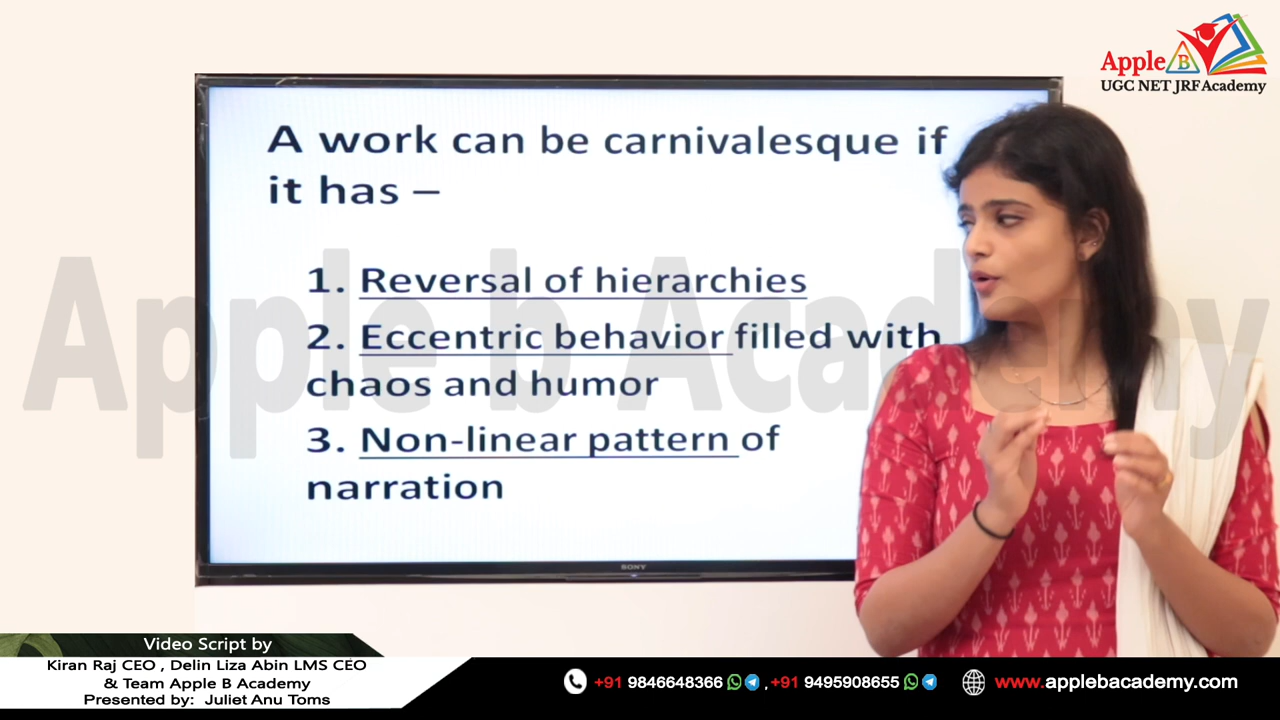 Apple B
UGC NET JRF Academy
A work can be carnivalesque if
it has –
1. Reversal of hierarchies
2. Eccentric behavior filled with
chaos and humor
3. Non-linear pattern of
narration
Apple b Academy
SONY
Video Script by
Kiran Raj CEO , Delin Liza Abin LMS CEO
& Team Apple B Academy
Presented by: Juliet Anu Toms
+91 9846648366 , +91 9495908655 www.applebacademy.com